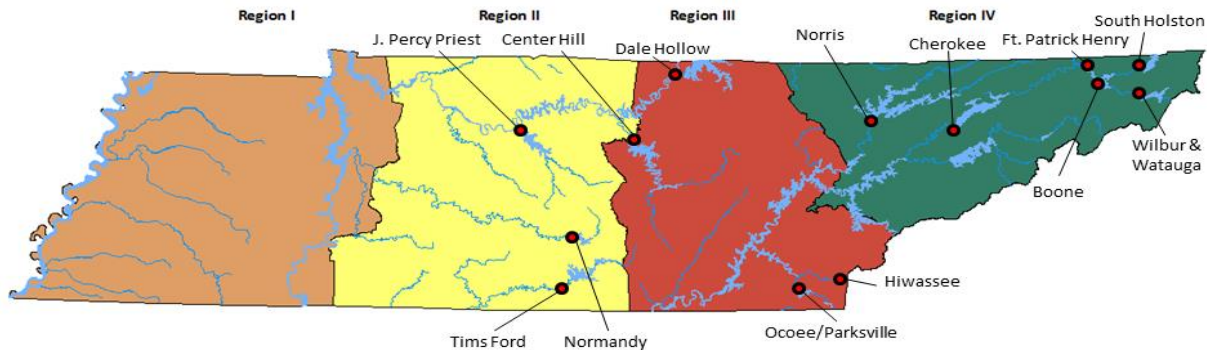 Region I
Region II
Region III
Region IV
J. Percy Priest
Center Hill
Dale Hollow
Norris
Cherokee
Ft. Patrick Henry
South Holston
Wilbur &
Watauga
Boone
Hiwassee
Ocoee/Parksville
Normandy
Tims Ford